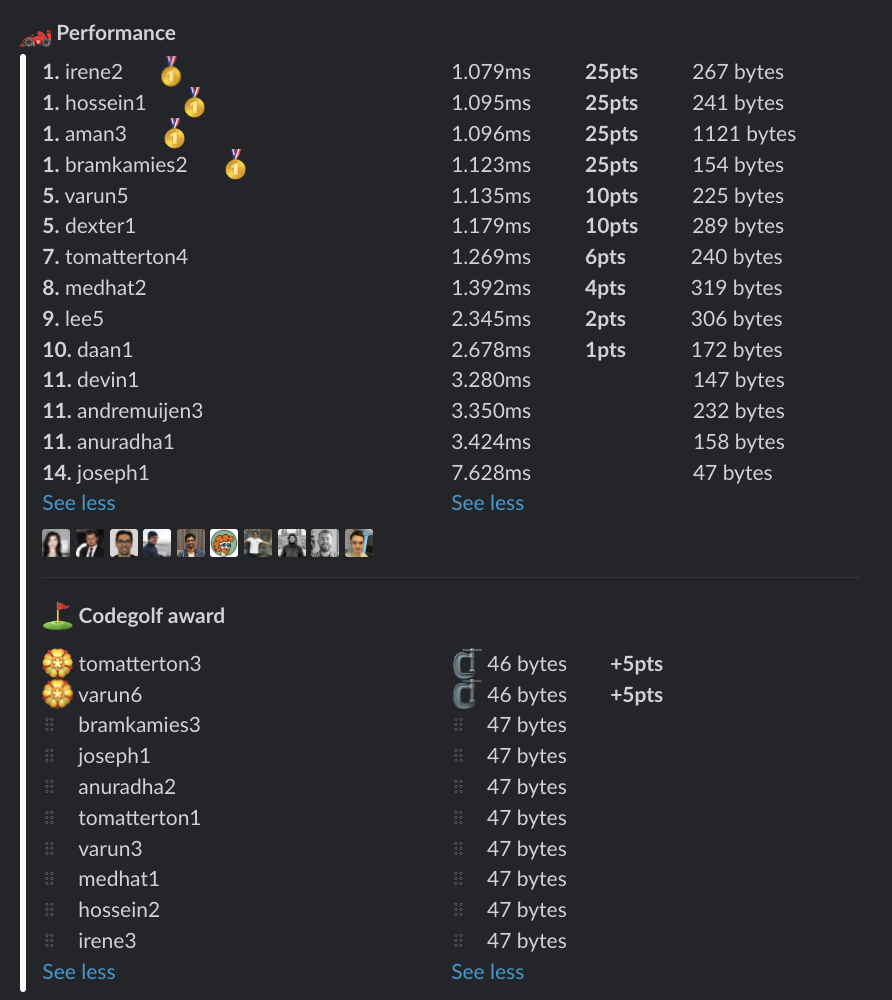 Performance
1. irene2 1.079ms 25pts 267 bytes
1. hossein1 1.095ms 25pts 241 bytes
1. aman3 1.096ms 25pts 1121 bytes
1. bramkamies2 1.123ms 25pts 154 bytes
5. varun5 1.135ms 10pts 225 bytes
5. dexter1 1.179ms 10pts 289 bytes
7. tomatterton4 1.269ms 6pts 240 bytes
8. medhat2 1.392ms 4pts 319 bytes
9. lee5 2.345ms 2pts 306 bytes
10. daan1 2.678ms 1pts 172 bytes
11. devin1 3.280ms 147 bytes
11. andremuijen3 3.350ms 232 bytes
11. anuradha1 3.424ms 158 bytes
14. joseph1 7.628ms 47 bytes
See less See less
Codegolf award
tomatterton3 46 bytes +5pts
varun6 46 bytes +5pts
bramkamies3 47 bytes
joseph1 47 bytes
anuradha2 47 bytes
tomatterton1 47 bytes
varun3 47 bytes
medhat1 47 bytes
hossein2 47 bytes
irene3 47 bytes
See less See less